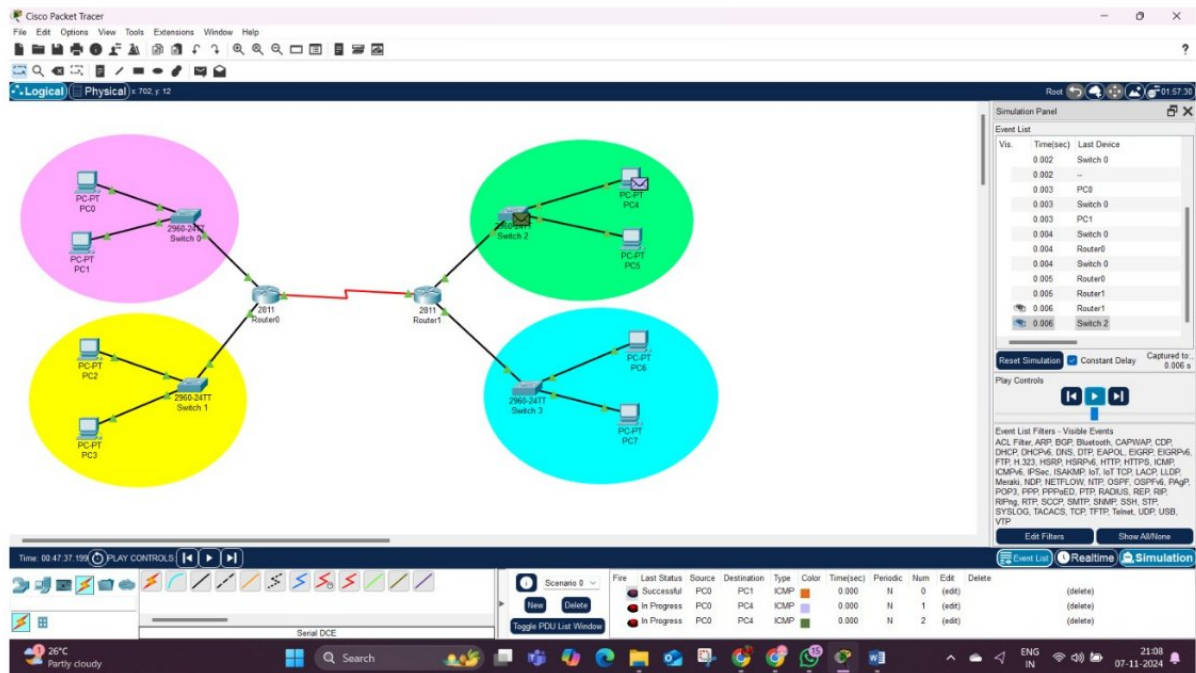 Cisco Packet Tracer
File Edit Options View Tools Extensions Window Help
?
Logical Physical x: 702, y: 12
Root 01:57:30
PC-PT
PC0
PC-PT
PC1
2960-24TT
Switch 0
PC-PT
PC2
PC-PT
PC3
2960-24TT
Switch 1
2811
Router0
2811
Router1
Switch 2
PC-PT
PC4
PC-PT
PC5
2960-24TT
Switch 3
PC-PT
PC6
PC-PT
PC7
Simulation Panel
Event List
Vis. Time(sec) Last Device
0.002 Switch 0
0.002 --
0.003 PC0
0.003 Switch 0
0.003 PC1
0.004 Switch 0
0.004 Router0
0.004 Switch 0
0.005 Router0
0.005 Router1
0.006 Router1
0.006 Switch 2
Reset Simulation Constant Delay Captured to:
0.006 s
Play Controls
Event List Filters - Visible Events
ACL Filter, ARP, BGP, Bluetooth, CAPWAP, CDP,
DHCP, DHCPv6, DNS, DTP, EAPOL, EIGRP, EIGRPv6,
FTP, H.323, HSRP, HSRPv6, HTTP, HTTPS, ICMP,
ICMPv6, IPSec, ISAKMP, IoT, IoT TCP, LACP, LLDP,
Meraki, NDP, NETFLOW, NTP, OSPF, OSPFv6, PAgP,
POP3, PPP, PPPoED, PTP, RADIUS, REP, RIP,
RIPng, RTP, SCCP, SMTP, SNMP, SSH, STP,
SYSLOG, TACACS, TCP, TFTP, Telnet, UDP, USB,
VTP
Edit Filters Show All/None
Time: 00:47:37.199 PLAY CONTROLS:
Event List Realtime Simulation
Serial DCE
Scenario 0
New Delete
Toggle PDU List Window
Fire Last Status Source Destination Type Color Time(sec) Periodic Num Edit Delete
Successful PC0 PC1 ICMP 0.000 N 0 (edit) (delete)
In Progress PC0 PC4 ICMP 0.000 N 1 (edit) (delete)
In Progress PC0 PC4 ICMP 0.000 N 2 (edit) (delete)
1
26°C
Partly cloudy
Search
15
ENG
IN
21:08
07-11-2024